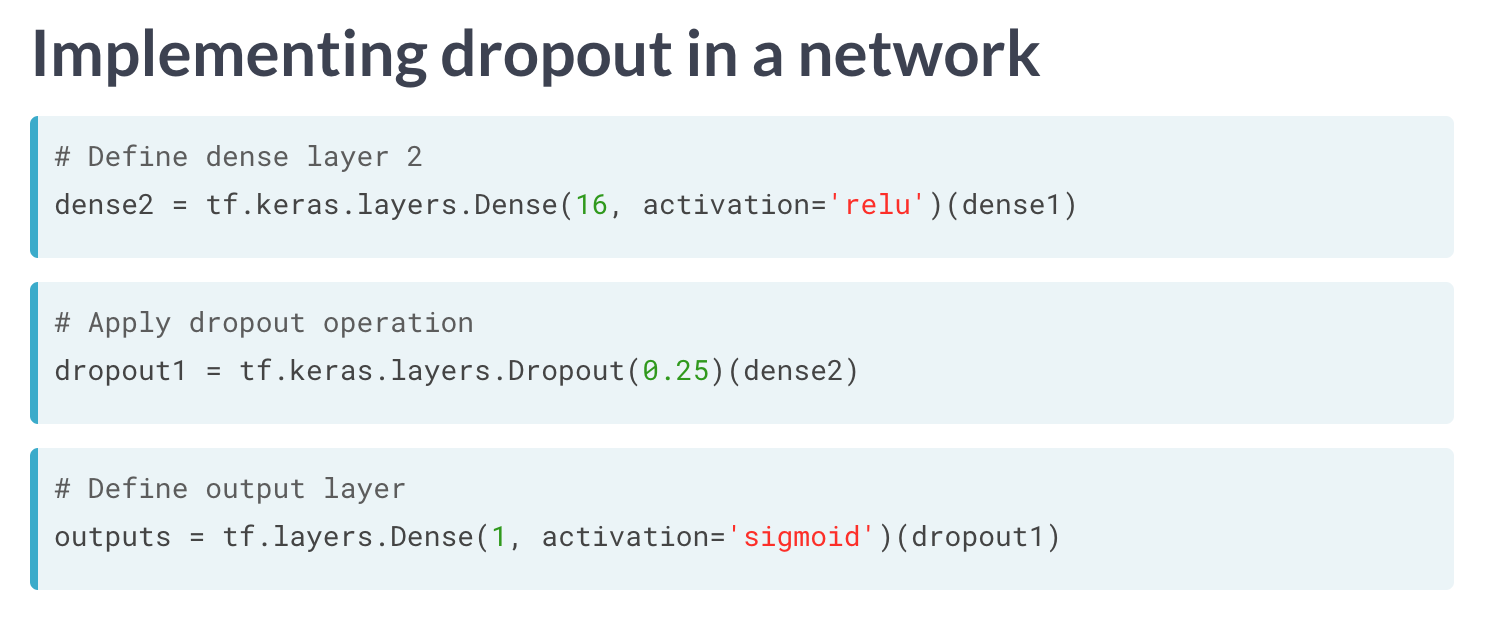 Implementing dropout in a network
# Define dense layer 2
dense2 = tf.keras.layers.Dense(16, activation='relu')(dense1)
# Apply dropout operation
dropout1 = tf.keras.layers.Dropout(0.25)(dense2)
# Define output layer
outputs = tf.layers.Dense(1, activation='sigmoid')(dropout1)